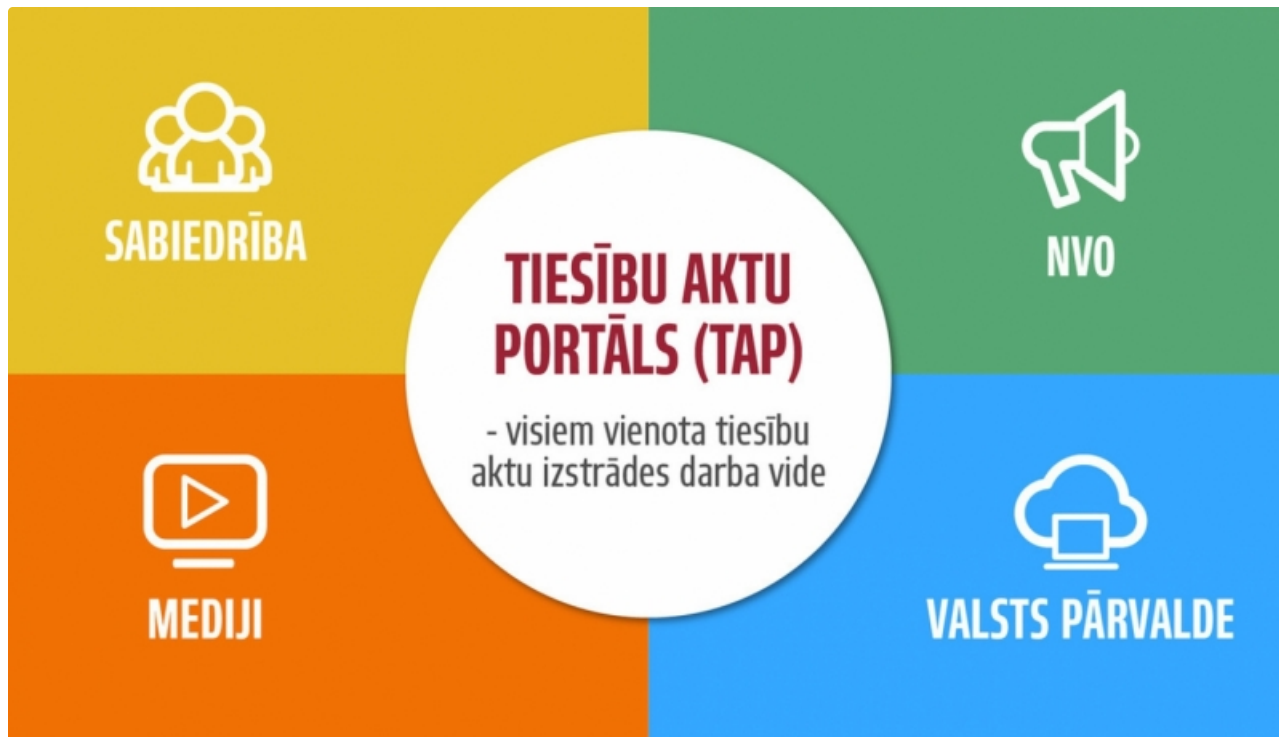 SABIEDRĪBA
NVO
TIESĪBU AKTU
PORTĀLS (TAP)
- visiem vienota tiesību
aktu izstrādes darba vide
MEDIJI
VALSTS PĀRVALDE